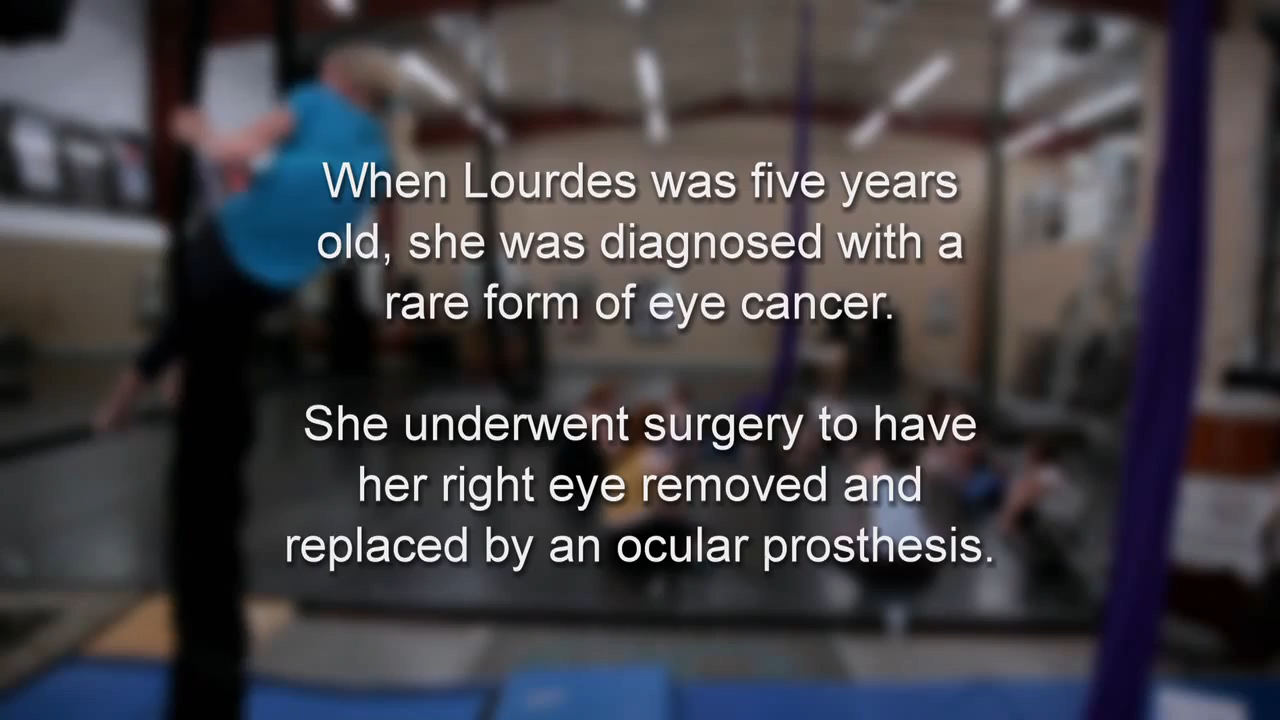 When Lourdes was five years
old, she was diagnosed with a
rare form of eye cancer.
She underwent surgery to have
her right eye removed and
replaced by an ocular prosthesis.